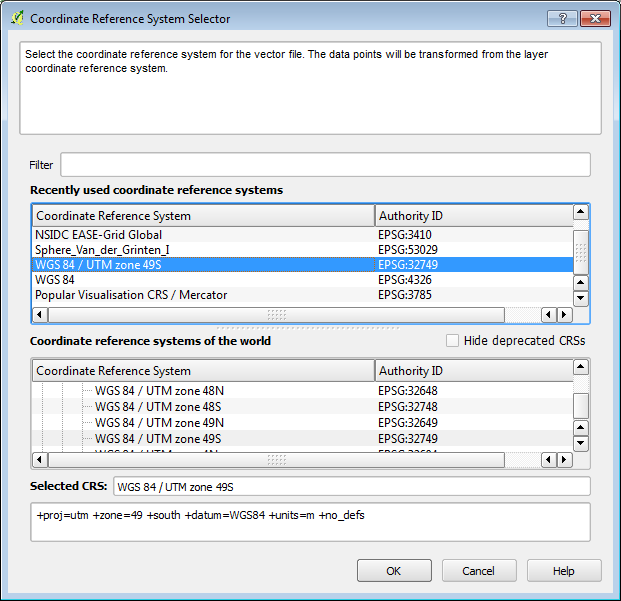 Coordinate Reference System Selector
Select the coordinate reference system for the vector file. The data points will be transformed from the layer
coordinate reference system.
Filter
Recently used coordinate reference systems
Coordinate Reference System Authority ID
NSIDC EASE-Grid Global EPSG:3410
Sphere_Van_der_Grinten_I EPSG:53029
WGS 84 / UTM zone 49S EPSG:32749
WGS 84 EPSG:4326
Popular Visualisation CRS / Mercator EPSG:3785
Coordinate reference systems of the world Hide deprecated CRSs
Coordinate Reference System Authority ID
WGS 84 / UTM zone 48N EPSG:32648
WGS 84 / UTM zone 48S EPSG:32748
WGS 84 / UTM zone 49N EPSG:32649
WGS 84 / UTM zone 49S EPSG:32749
Selected CRS: WGS 84 / UTM zone 49S
+proj=utm +zone=49 +south +datum=WGS84 +units=m +no_defs
OK Cancel Help